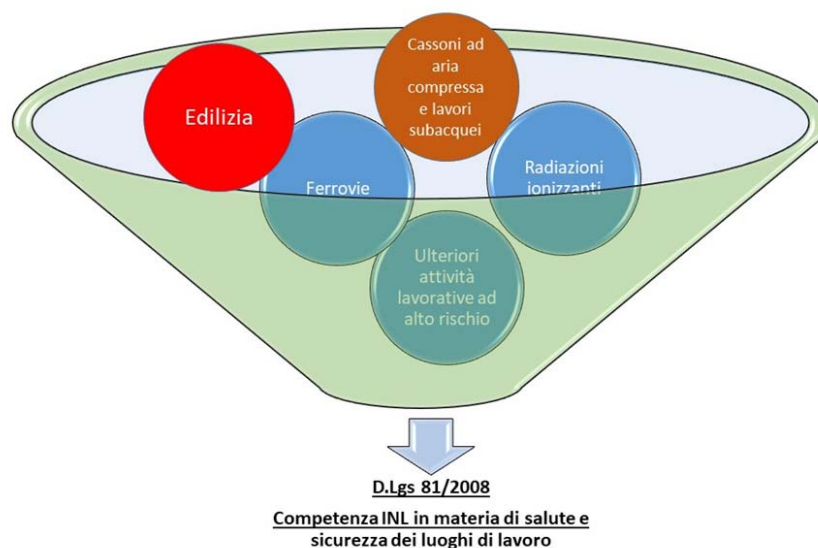 Cassoni ad
aria
compressa
e lavori
subacquei
Edilizia
Ferrovie
Radiazioni
ionizzanti
Ulteriori
attività
lavorative ad
alto rischio
D.Lgs 81/2008
Competenza INL in materia di salute e
sicurezza dei luoghi di lavoro